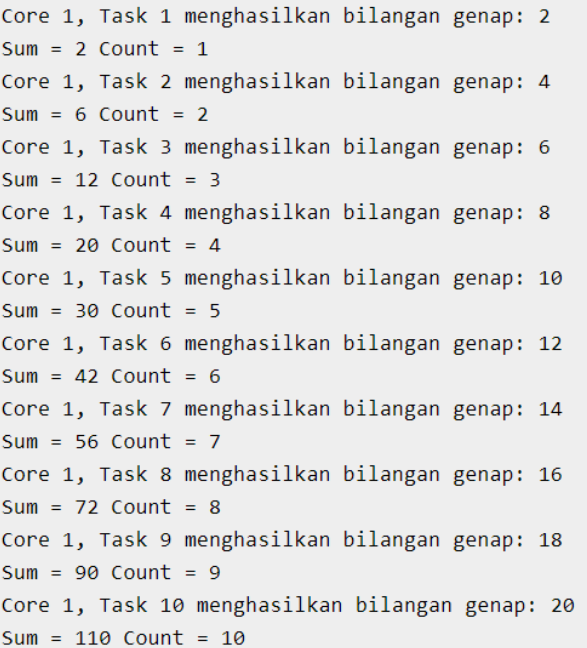 Core 1, Task 1 menghasilkan bilangan genap: 2
Sum = 2 Count = 1
Core 1, Task 2 menghasilkan bilangan genap: 4
Sum = 6 Count = 2
Core 1, Task 3 menghasilkan bilangan genap: 6
Sum = 12 Count = 3
Core 1, Task 4 menghasilkan bilangan genap: 8
Sum = 20 Count = 4
Core 1, Task 5 menghasilkan bilangan genap: 10
Sum = 30 Count = 5
Core 1, Task 6 menghasilkan bilangan genap: 12
Sum = 42 Count = 6
Core 1, Task 7 menghasilkan bilangan genap: 14
Sum = 56 Count = 7
Core 1, Task 8 menghasilkan bilangan genap: 16
Sum = 72 Count = 8
Core 1, Task 9 menghasilkan bilangan genap: 18
Sum = 90 Count = 9
Core 1, Task 10 menghasilkan bilangan genap: 20
Sum = 110 Count = 10